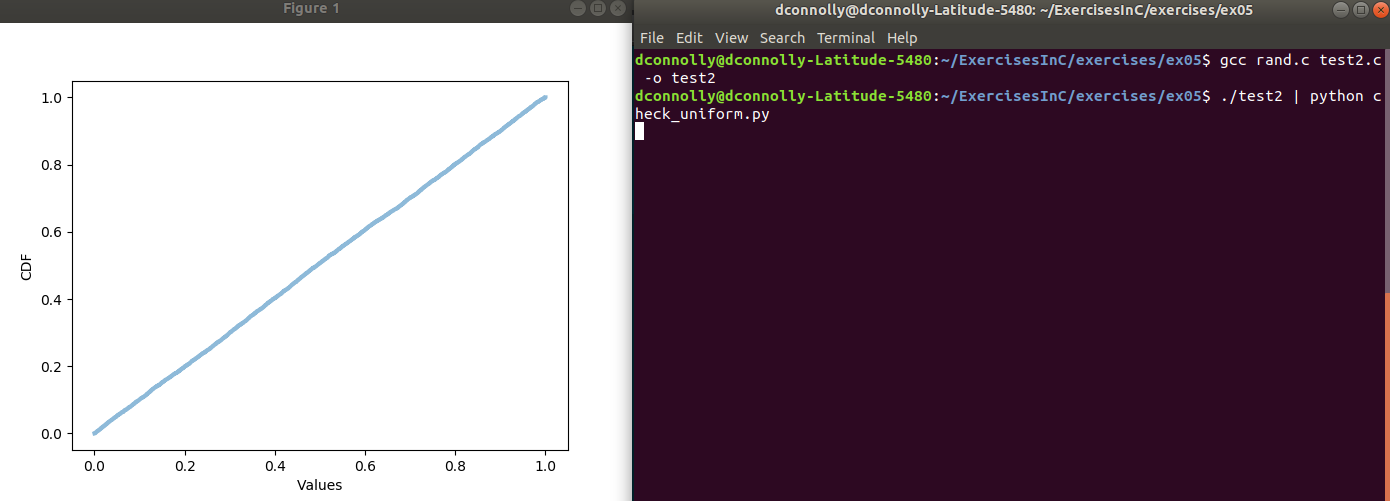 Figure 1
1.0
0.8
0.6
0.4
0.2
0.0
CDF
0.0 0.2 0.4 0.6 0.8 1.0
Values
dconnolly@dconnolly-Latitude-5480: ~/ExercisesInC/exercises/ex05
File Edit View Search Terminal Help
dconnolly@dconnolly-Latitude-5480:~/ExercisesInC/exercises/ex05$ gcc rand.c test2.c
 -o test2
dconnolly@dconnolly-Latitude-5480:~/ExercisesInC/exercises/ex05$ ./test2 | python c
heck_uniform.py